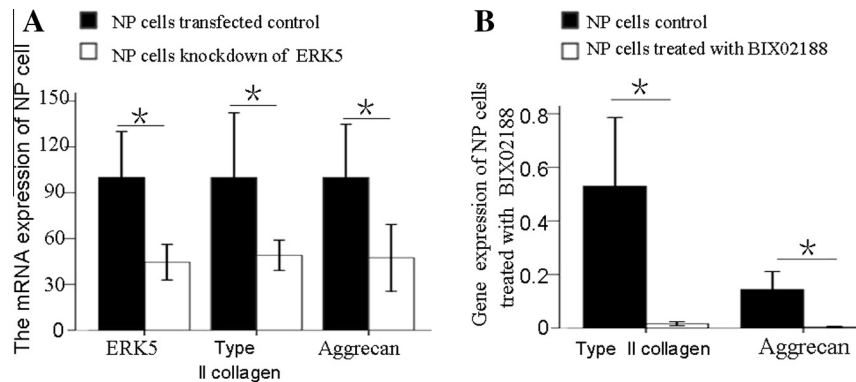 A
NP cells transfected control
NP cells knockdown of ERK5
The mRNA expression of NP cell
150
120
90
60
30
0
*
*
*
ERK5
Type
II collagen
Aggrecan
B
NP cells control
NP cells treated with BIX02188
Gene expression of NP cells
treated with BIX02188
0.8
0.6
0.4
0.2
0
*
*
Type II collagen
Aggrecan